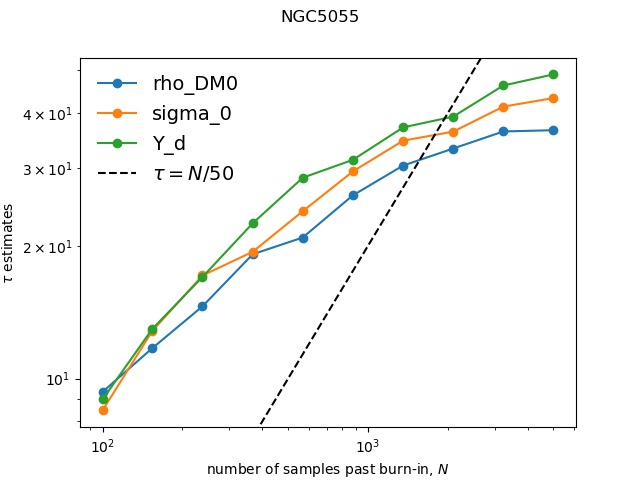 NGC5055
rho_DM0
sigma_0
Y_d
τ = N/50
4 × 10¹
3 × 10¹
2 × 10¹
10¹
τ estimates
10² 10³
number of samples past burn-in, N